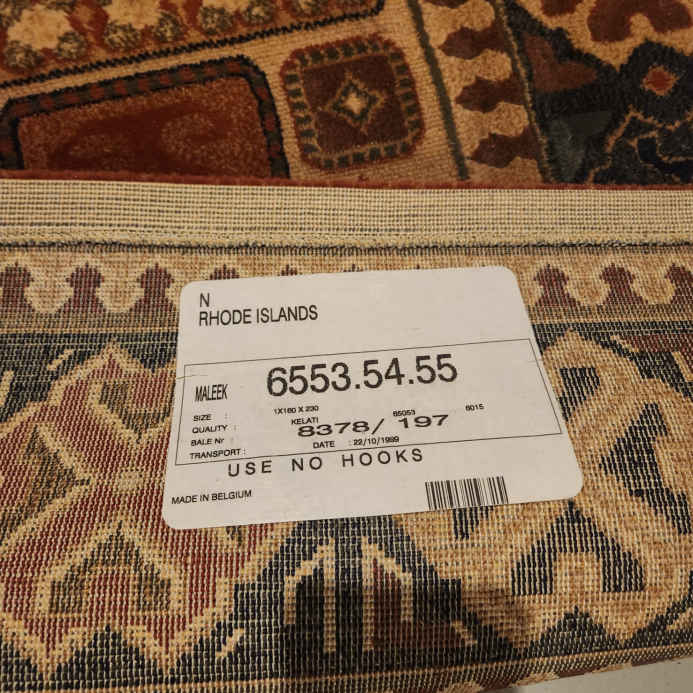 N
RHODE ISLANDS
MALEEK 6553.54.55
SIZE : 1X160 X 230 65053 6015
QUALITY : KELATI
BALE Nr : 8378/ 197
TRANSPORT : DATE : 22/10/1999
USE NO HOOKS
MADE IN BELGIUM